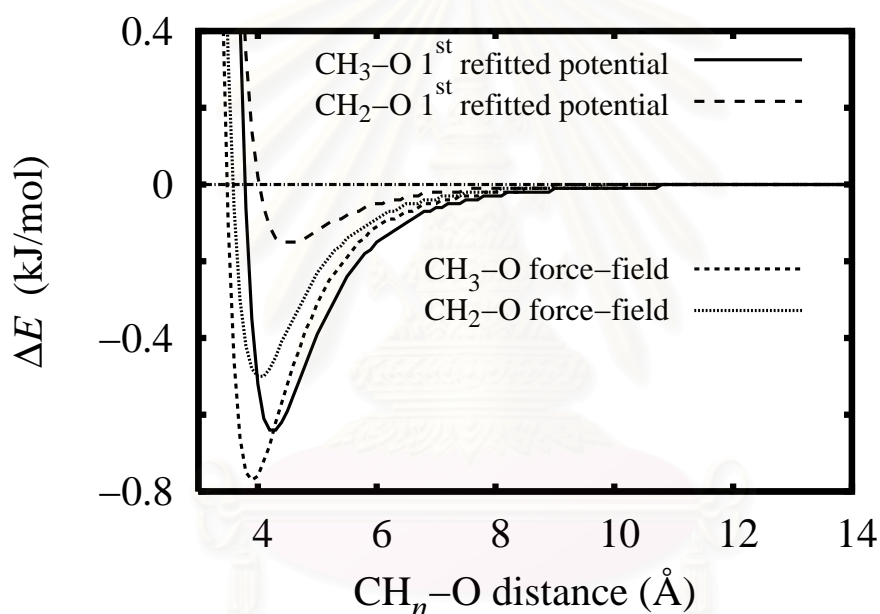 0.4
CH₃–O 1ˢᵗ refitted potential
CH₂–O 1ˢᵗ refitted potential
0
CH₃–O force–field
CH₂–O force–field
−0.4
−0.8
ΔE (kJ/mol)
4 6 8 10 12 14
CHₙ–O distance (Å)